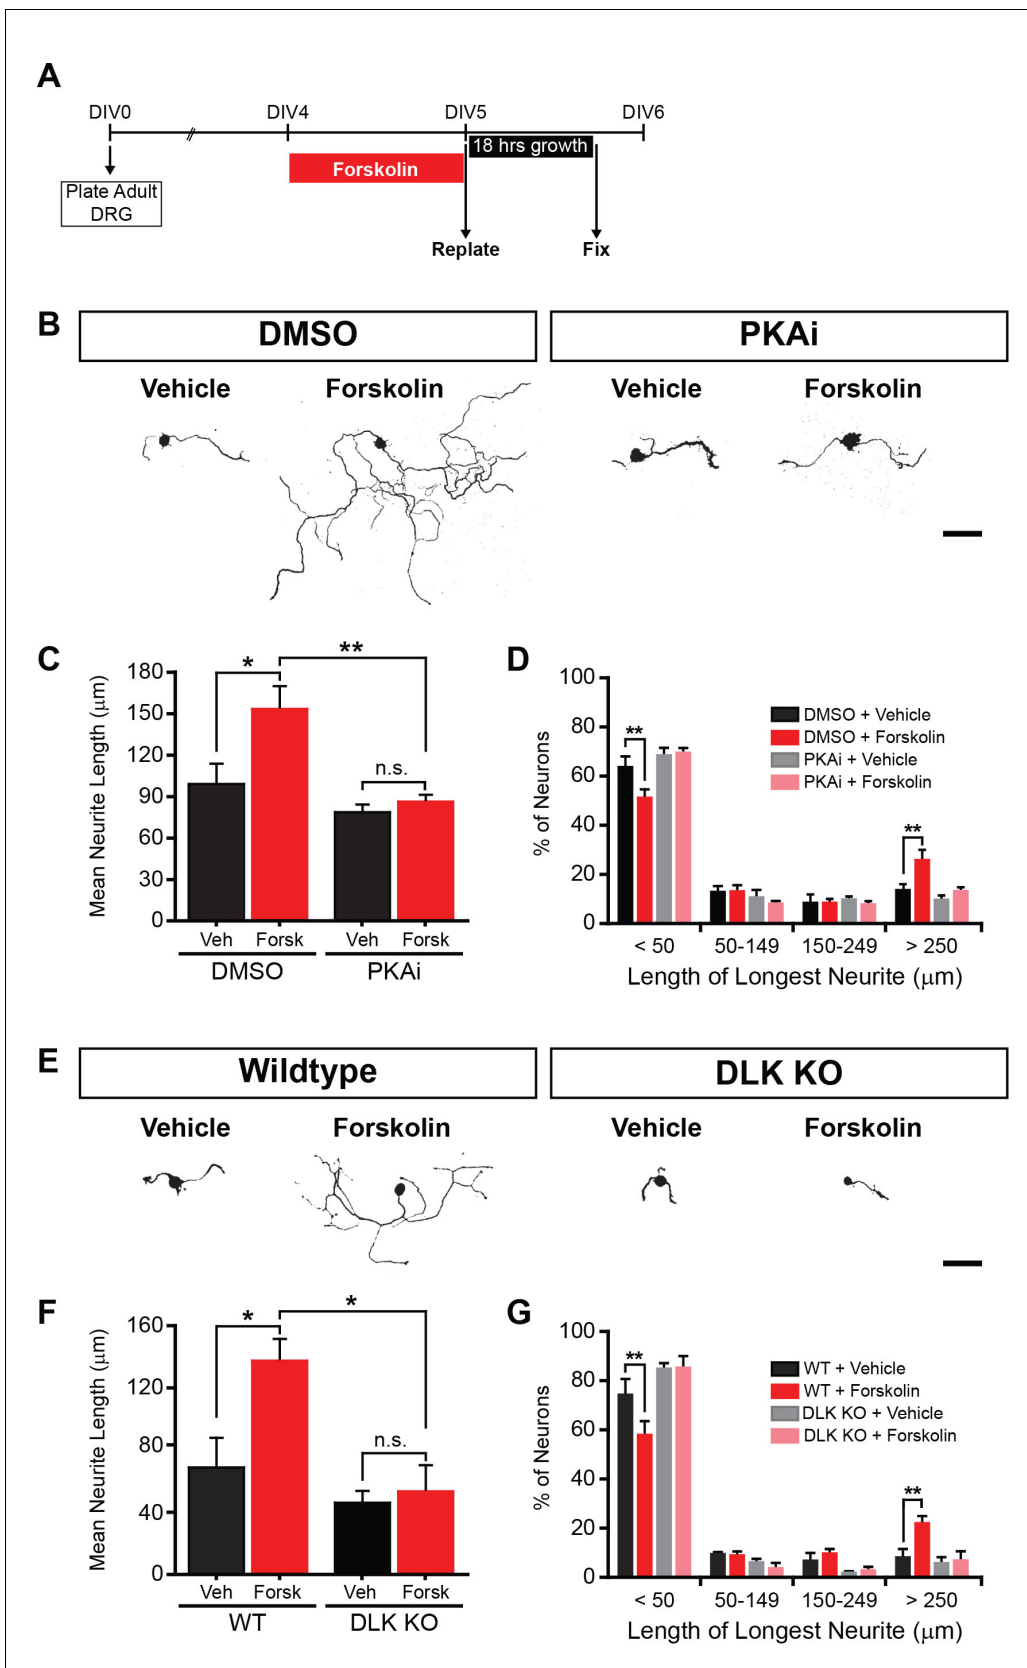 A
DIV0 DIV4 DIV5 DIV6
18 hrs growth
Forskolin
Plate Adult
DRG
Replate Fix
B
DMSO PKAi
Vehicle Forskolin Vehicle Forskolin
C
Mean Neurite Length (μm)
180
150
120
90
60
30
0
*
**
n.s.
Veh Forsk Veh Forsk
DMSO PKAi
D
% of Neurons
100
80
60
40
20
0
**
**
DMSO + Vehicle
DMSO + Forskolin
PKAi + Vehicle
PKAi + Forskolin
< 50 50-149 150-249 > 250
Length of Longest Neurite (μm)
E
Wildtype DLK KO
Vehicle Forskolin Vehicle Forskolin
F
Mean Neurite Length (μm)
160
120
80
40
0
*
*
n.s.
Veh Forsk Veh Forsk
WT DLK KO
G
% of Neurons
100
80
60
40
20
0
**
**
WT + Vehicle
WT + Forskolin
DLK KO + Vehicle
DLK KO + Forskolin
< 50 50-149 150-249 > 250
Length of Longest Neurite (μm)